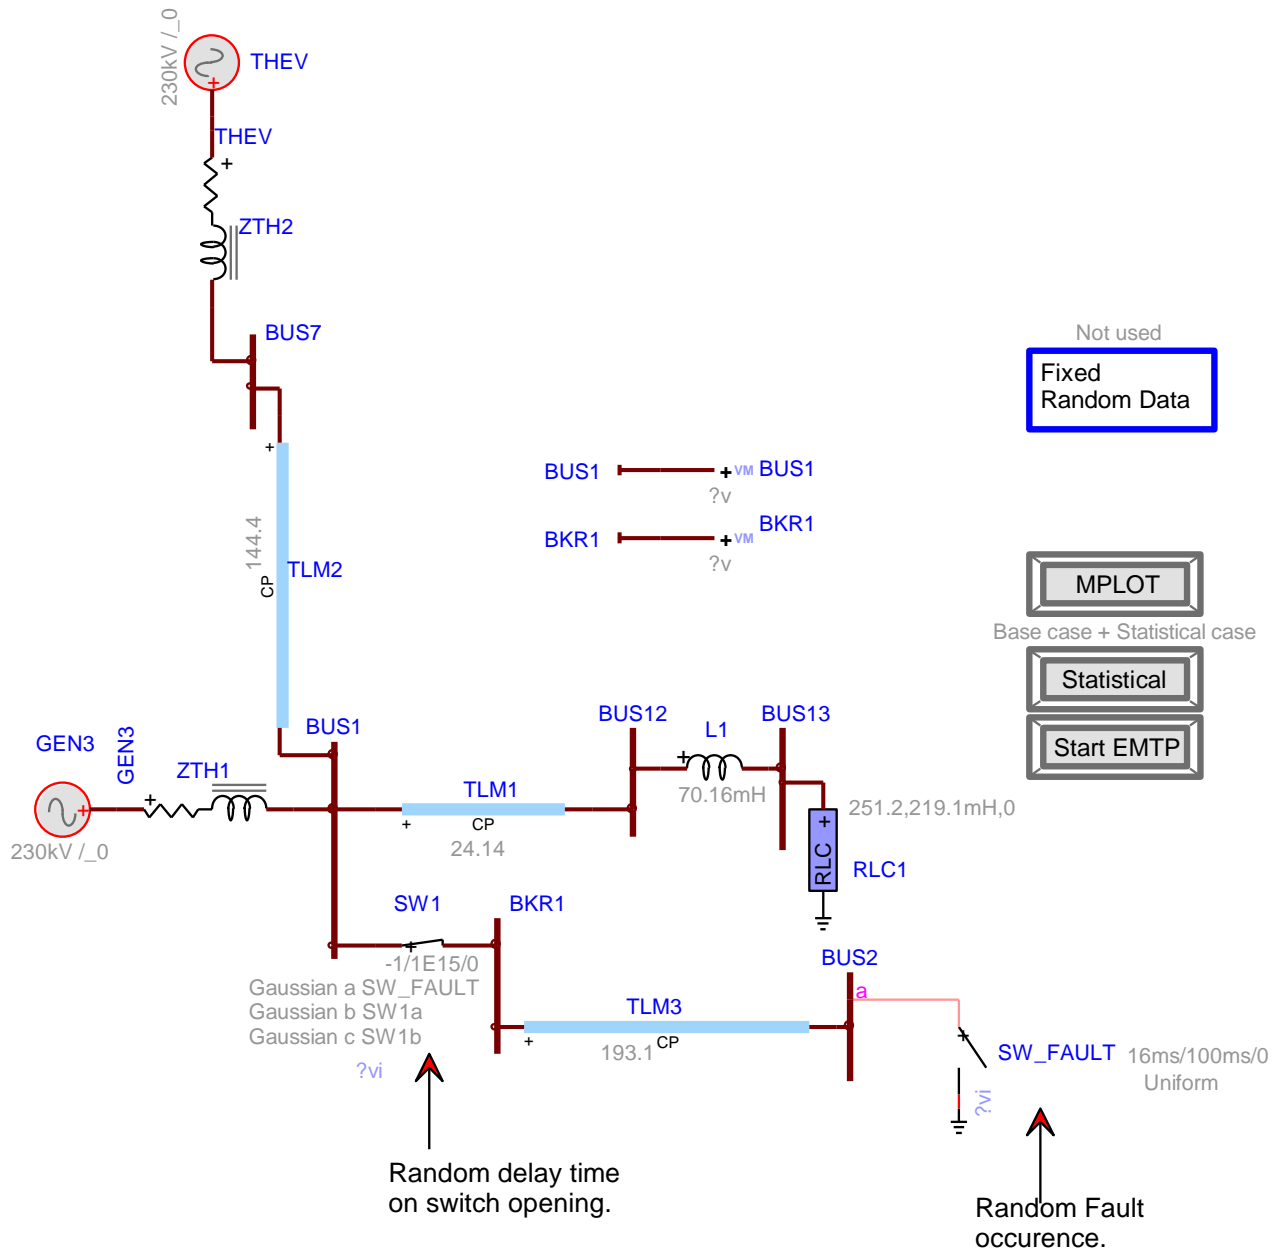 230kV /_0
THEV
THEV
+
ZTH2
BUS7
Not used
Fixed
Random Data
+
144.4
CP
TLM2
BUS1
+
VM
BUS1
?v
BKR1
+
VM
BKR1
?v
MPLOT
Base case + Statistical case
Statistical
Start EMTP
GEN3
GEN3
+
ZTH1
+
230kV /_0
BUS1
TLM1
+
CP
24.14
BUS12
L1
+
70.16mH
BUS13
251.2,219.1mH,0
+
RLC
RLC1
SW1
+
-1/1E15/0
Gaussian a SW_FAULT
Gaussian b SW1a
Gaussian c SW1b
?vi
BKR1
TLM3
+
193.1
CP
BUS2
a
+
SW_FAULT
16ms/100ms/0
Uniform
?vi
Random delay time
on switch opening.
Random Fault
occurence.